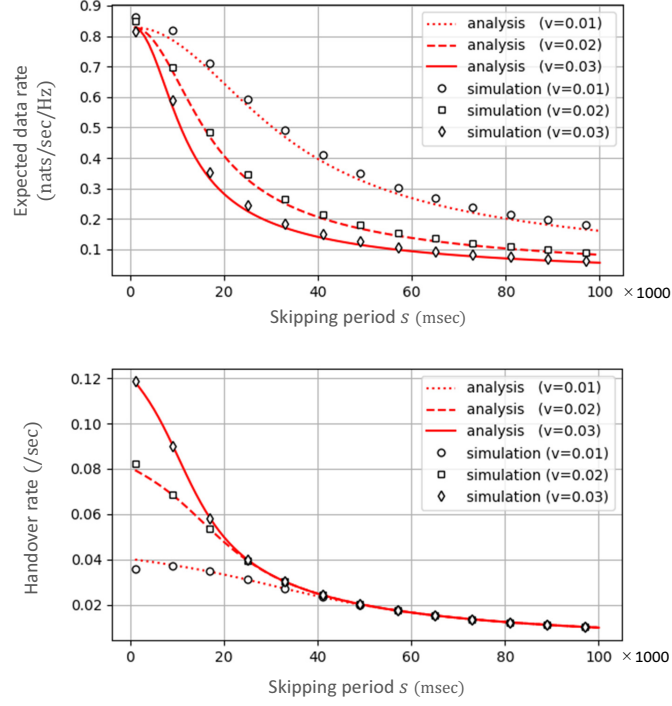 0.9
0.8
0.7
0.6
0.5
0.4
0.3
0.2
0.1
Expected data rate
(nats/sec/Hz)
analysis (v=0.01)
analysis (v=0.02)
analysis (v=0.03)
simulation (v=0.01)
simulation (v=0.02)
simulation (v=0.03)
0 20 40 60 80 100 ×1000
Skipping period s (msec)
0.12
0.10
0.08
0.06
0.04
0.02
Handover rate (/sec)
analysis (v=0.01)
analysis (v=0.02)
analysis (v=0.03)
simulation (v=0.01)
simulation (v=0.02)
simulation (v=0.03)
0 20 40 60 80 100 ×1000
Skipping period s (msec)